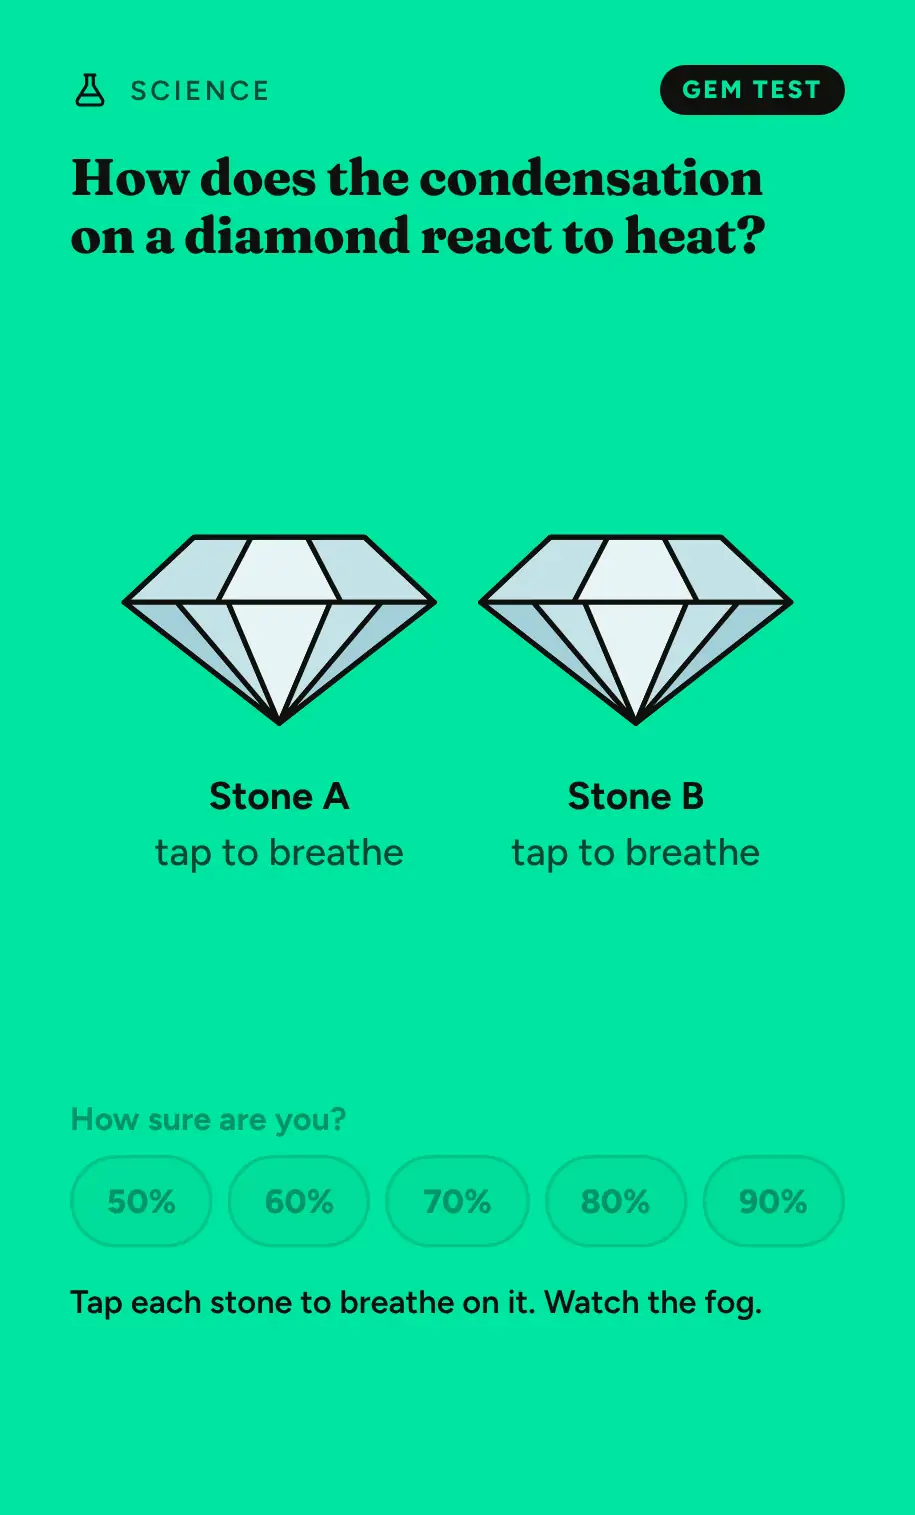 SCIENCE
GEM TEST
How does the condensation
on a diamond react to heat?
Stone A
tap to breathe
Stone B
tap to breathe
How sure are you?
50%
60%
70%
80%
90%
Tap each stone to breathe on it. Watch the fog.